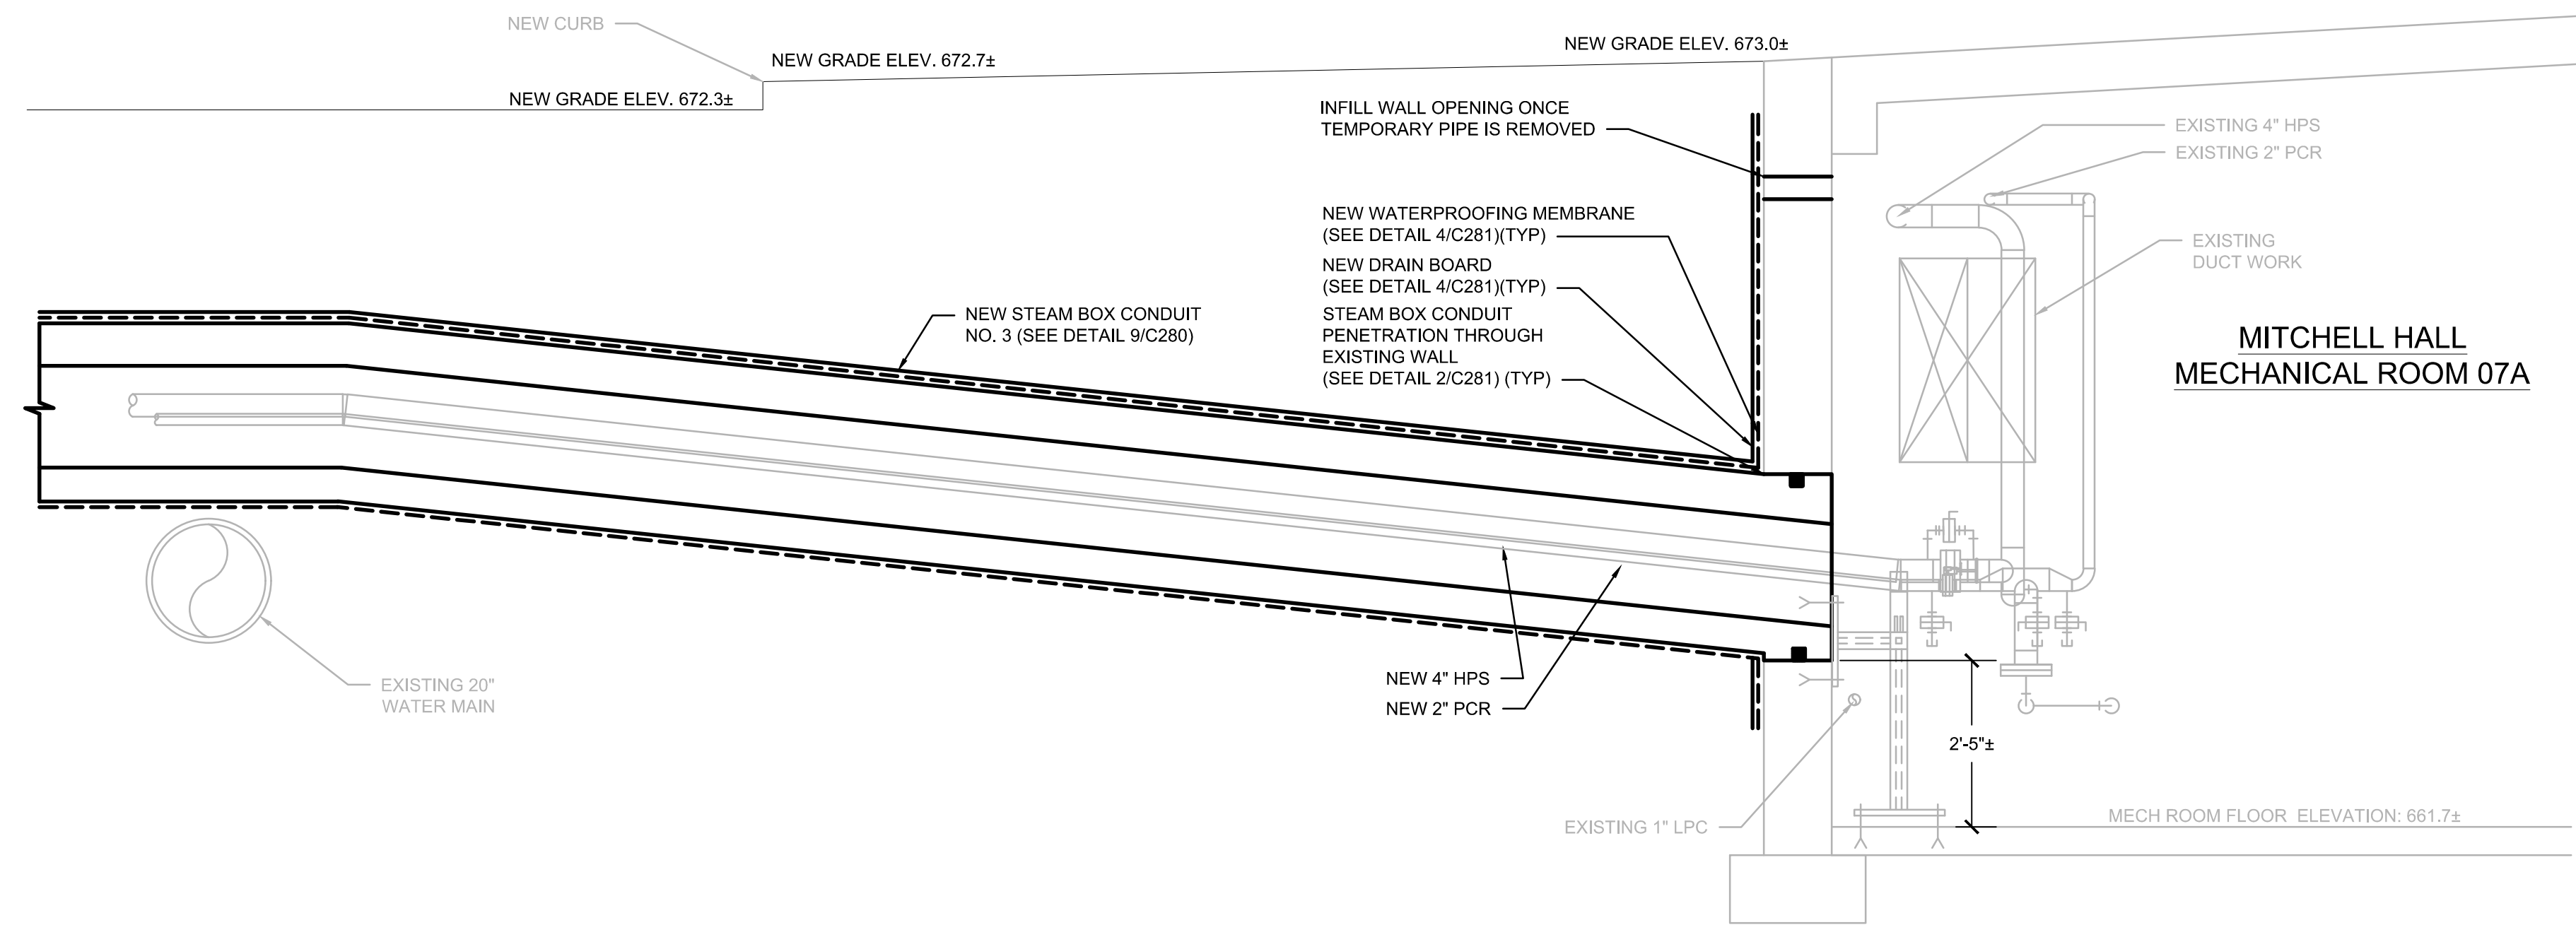 NEW CURB
NEW GRADE ELEV. 672.7±
NEW GRADE ELEV. 672.3±
NEW GRADE ELEV. 673.0±
INFILL WALL OPENING ONCE
TEMPORARY PIPE IS REMOVED
EXISTING 4" HPS
EXISTING 2" PCR
NEW WATERPROOFING MEMBRANE
(SEE DETAIL 4/C281)(TYP)
NEW DRAIN BOARD
(SEE DETAIL 4/C281)(TYP)
STEAM BOX CONDUIT
PENETRATION THROUGH
EXISTING WALL
(SEE DETAIL 2/C281) (TYP)
EXISTING
DUCT WORK
NEW STEAM BOX CONDUIT
NO. 3 (SEE DETAIL 9/C280)
MITCHELL HALL
MECHANICAL ROOM 07A
EXISTING 20"
WATER MAIN
NEW 4" HPS
NEW 2" PCR
2'-5"±
EXISTING 1" LPC
MECH ROOM FLOOR ELEVATION: 661.7±